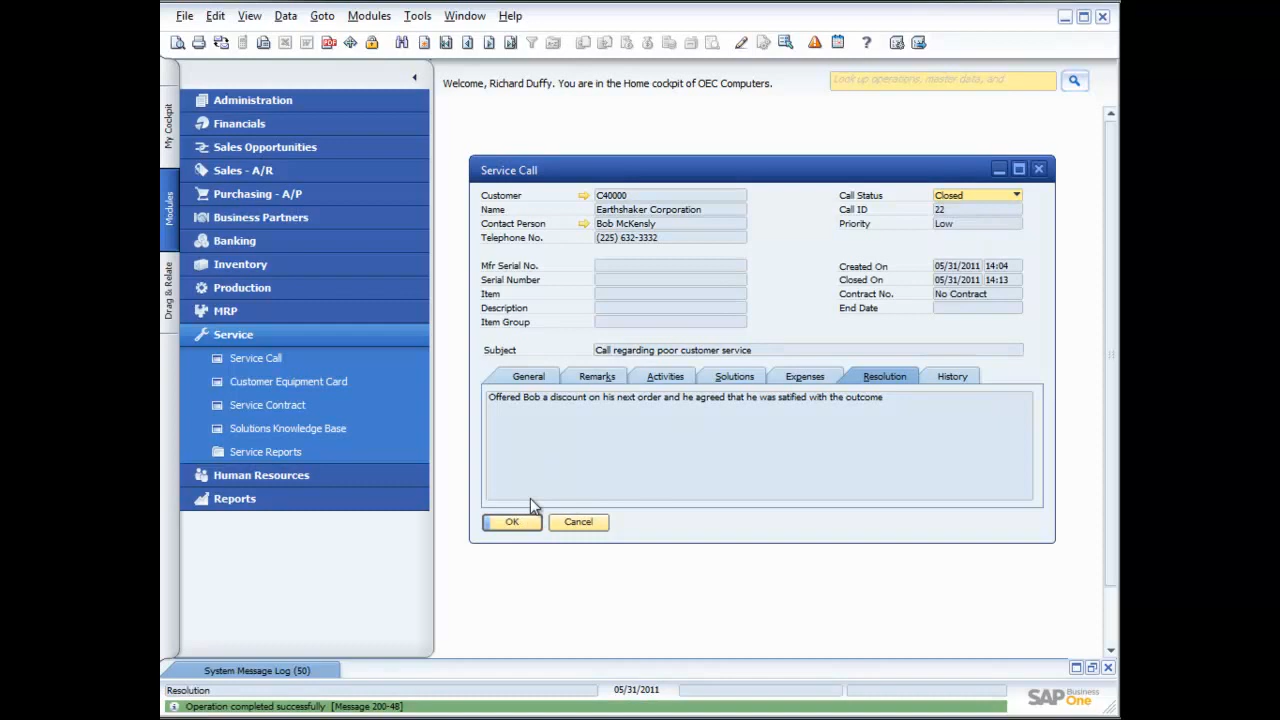 File Edit View Data Goto Modules Tools Window Help
Welcome, Richard Duffy. You are in the Home cockpit of OEC Computers.
Look up operations, master data, and
My Cockpit
Modules
Drag & Relate
Administration
Financials
Sales Opportunities
Sales - A/R
Purchasing - A/P
Business Partners
Banking
Inventory
Production
MRP
Service
Service Call
Customer Equipment Card
Service Contract
Solutions Knowledge Base
Service Reports
Human Resources
Reports
Service Call
Customer C40000 Call Status Closed
Name Earthshaker Corporation Call ID 22
Contact Person Bob McKensly Priority Low
Telephone No. (225) 632-3332
Mfr Serial No. Created On 05/31/2011 14:04
Serial Number Closed On 05/31/2011 14:13
Item Contract No. No Contract
Description End Date
Item Group
Subject Call regarding poor customer service
General Remarks Activities Solutions Expenses Resolution History
Offered Bob a discount on his next order and he agreed that he was satified with the outcome
OK Cancel
System Message Log (50)
Resolution 05/31/2011
Operation completed successfully [Message 200-48]
SAP Business One